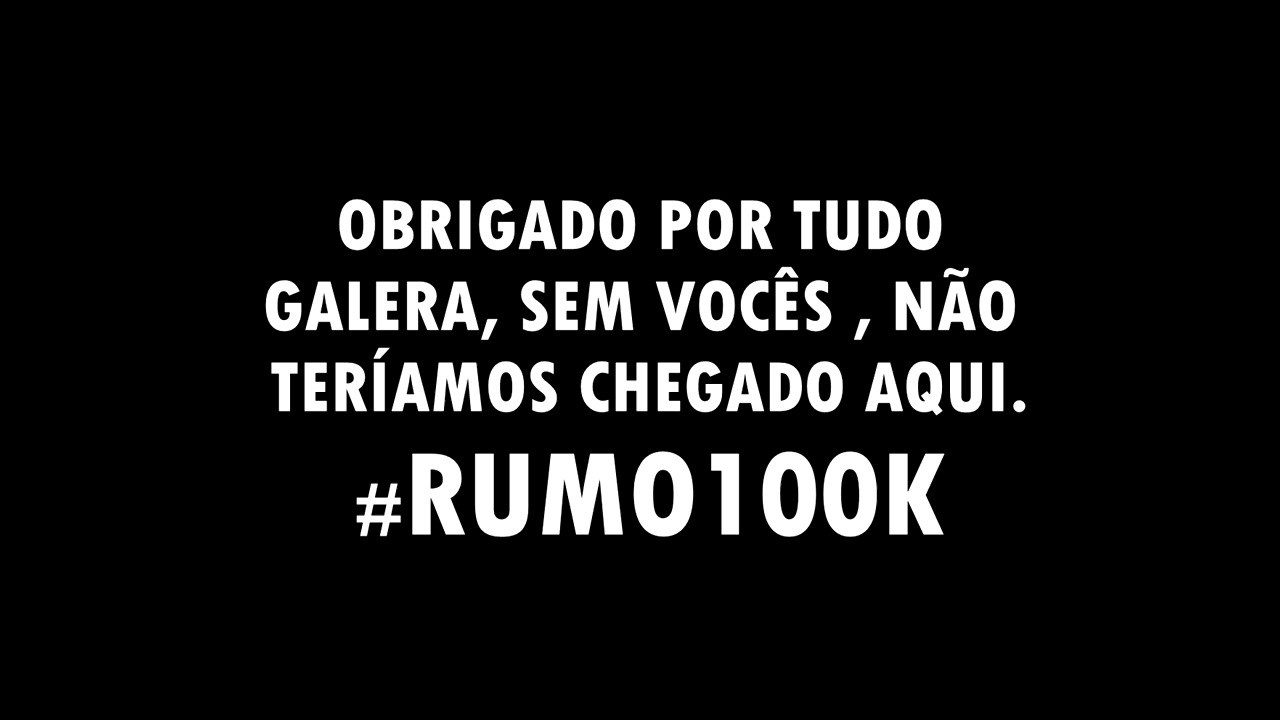 OBRIGADO POR TUDO
GALERA, SEM VOCÊS , NÃO
TERÍAMOS CHEGADO AQUI.
#RUMO100K